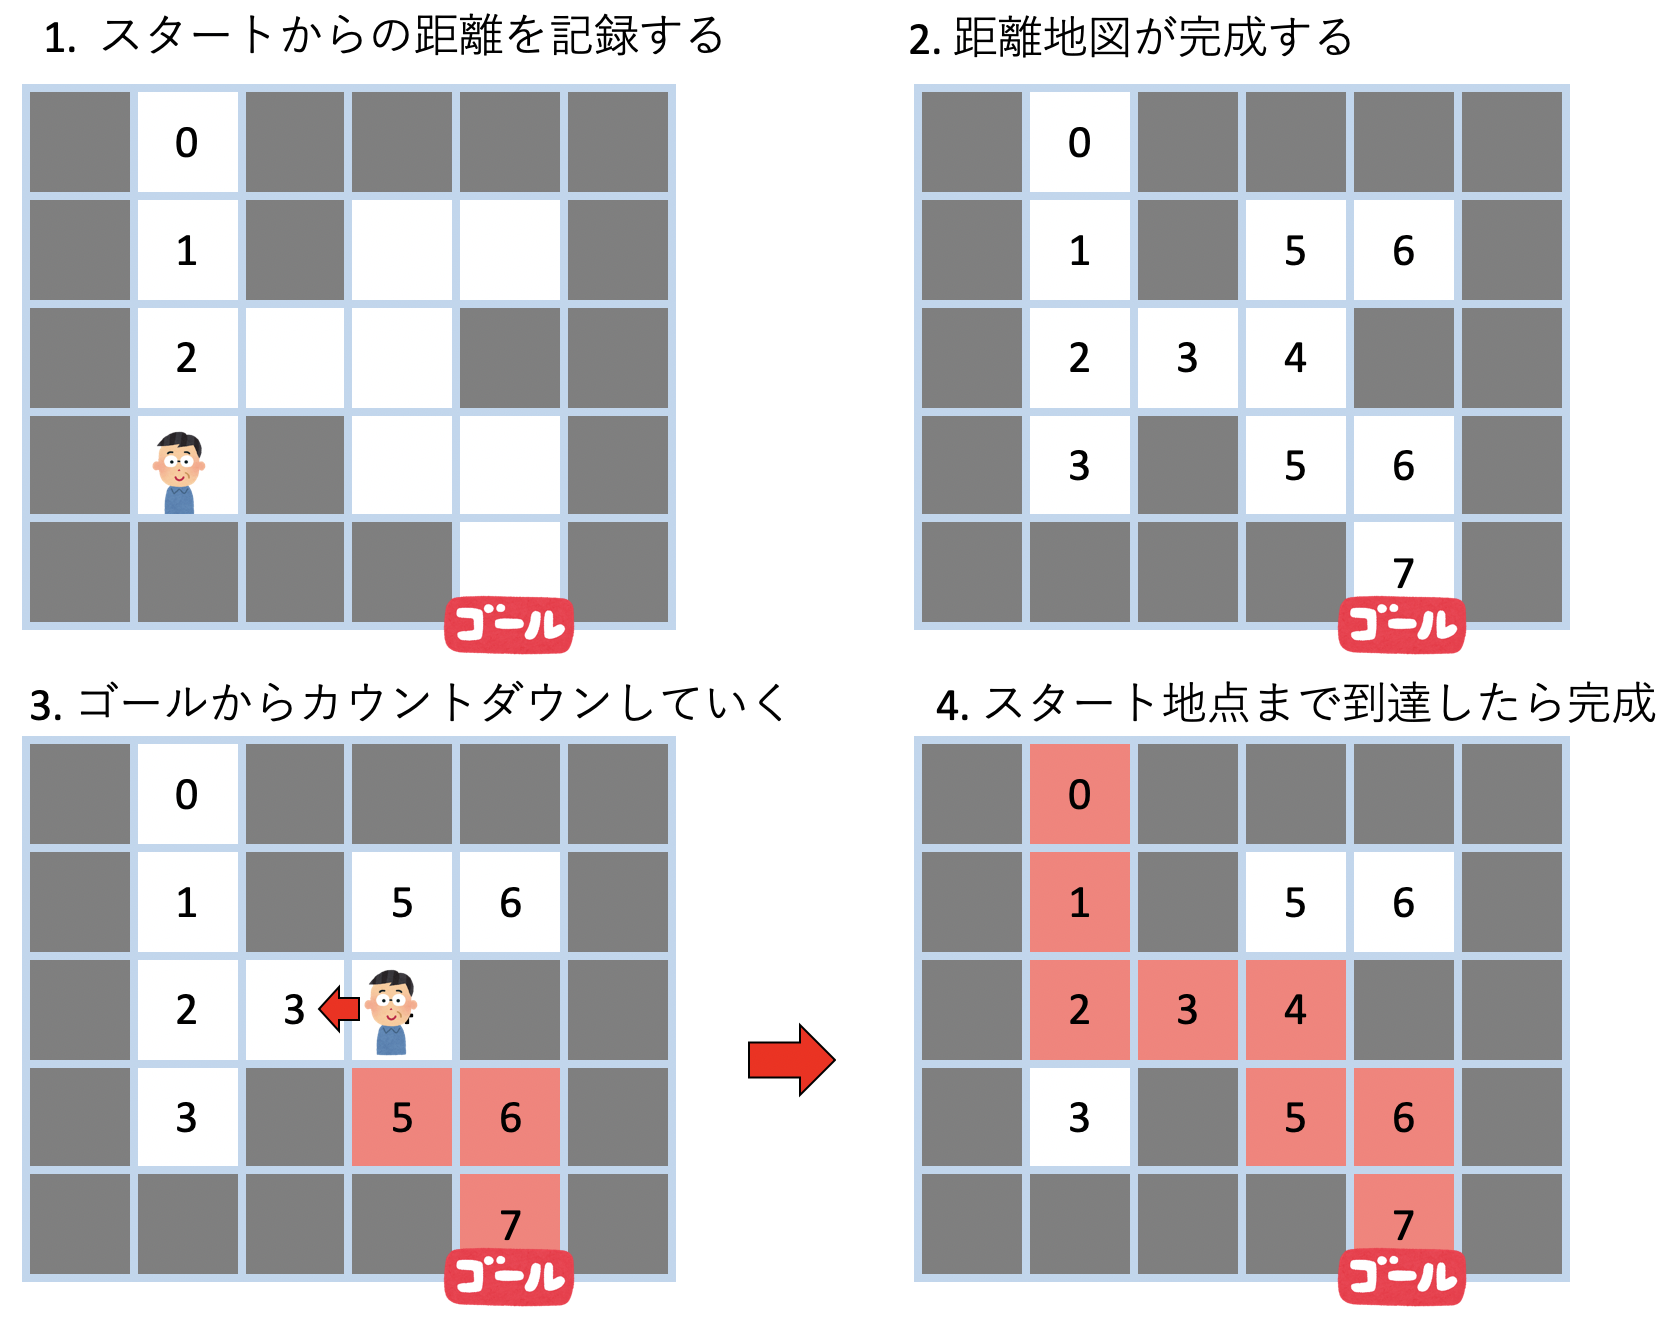 1. スタートからの距離を記録する
2. 距離地図が完成する
0
1
2
ゴール
0
1 5 6
2 3 4
3 5 6
7
ゴール
3. ゴールからカウントダウンしていく
4. スタート地点まで到達したら完成
0
1 5 6
2 3
3 5 6
7
ゴール
0
1 5 6
2 3 4
3 5 6
7
ゴール